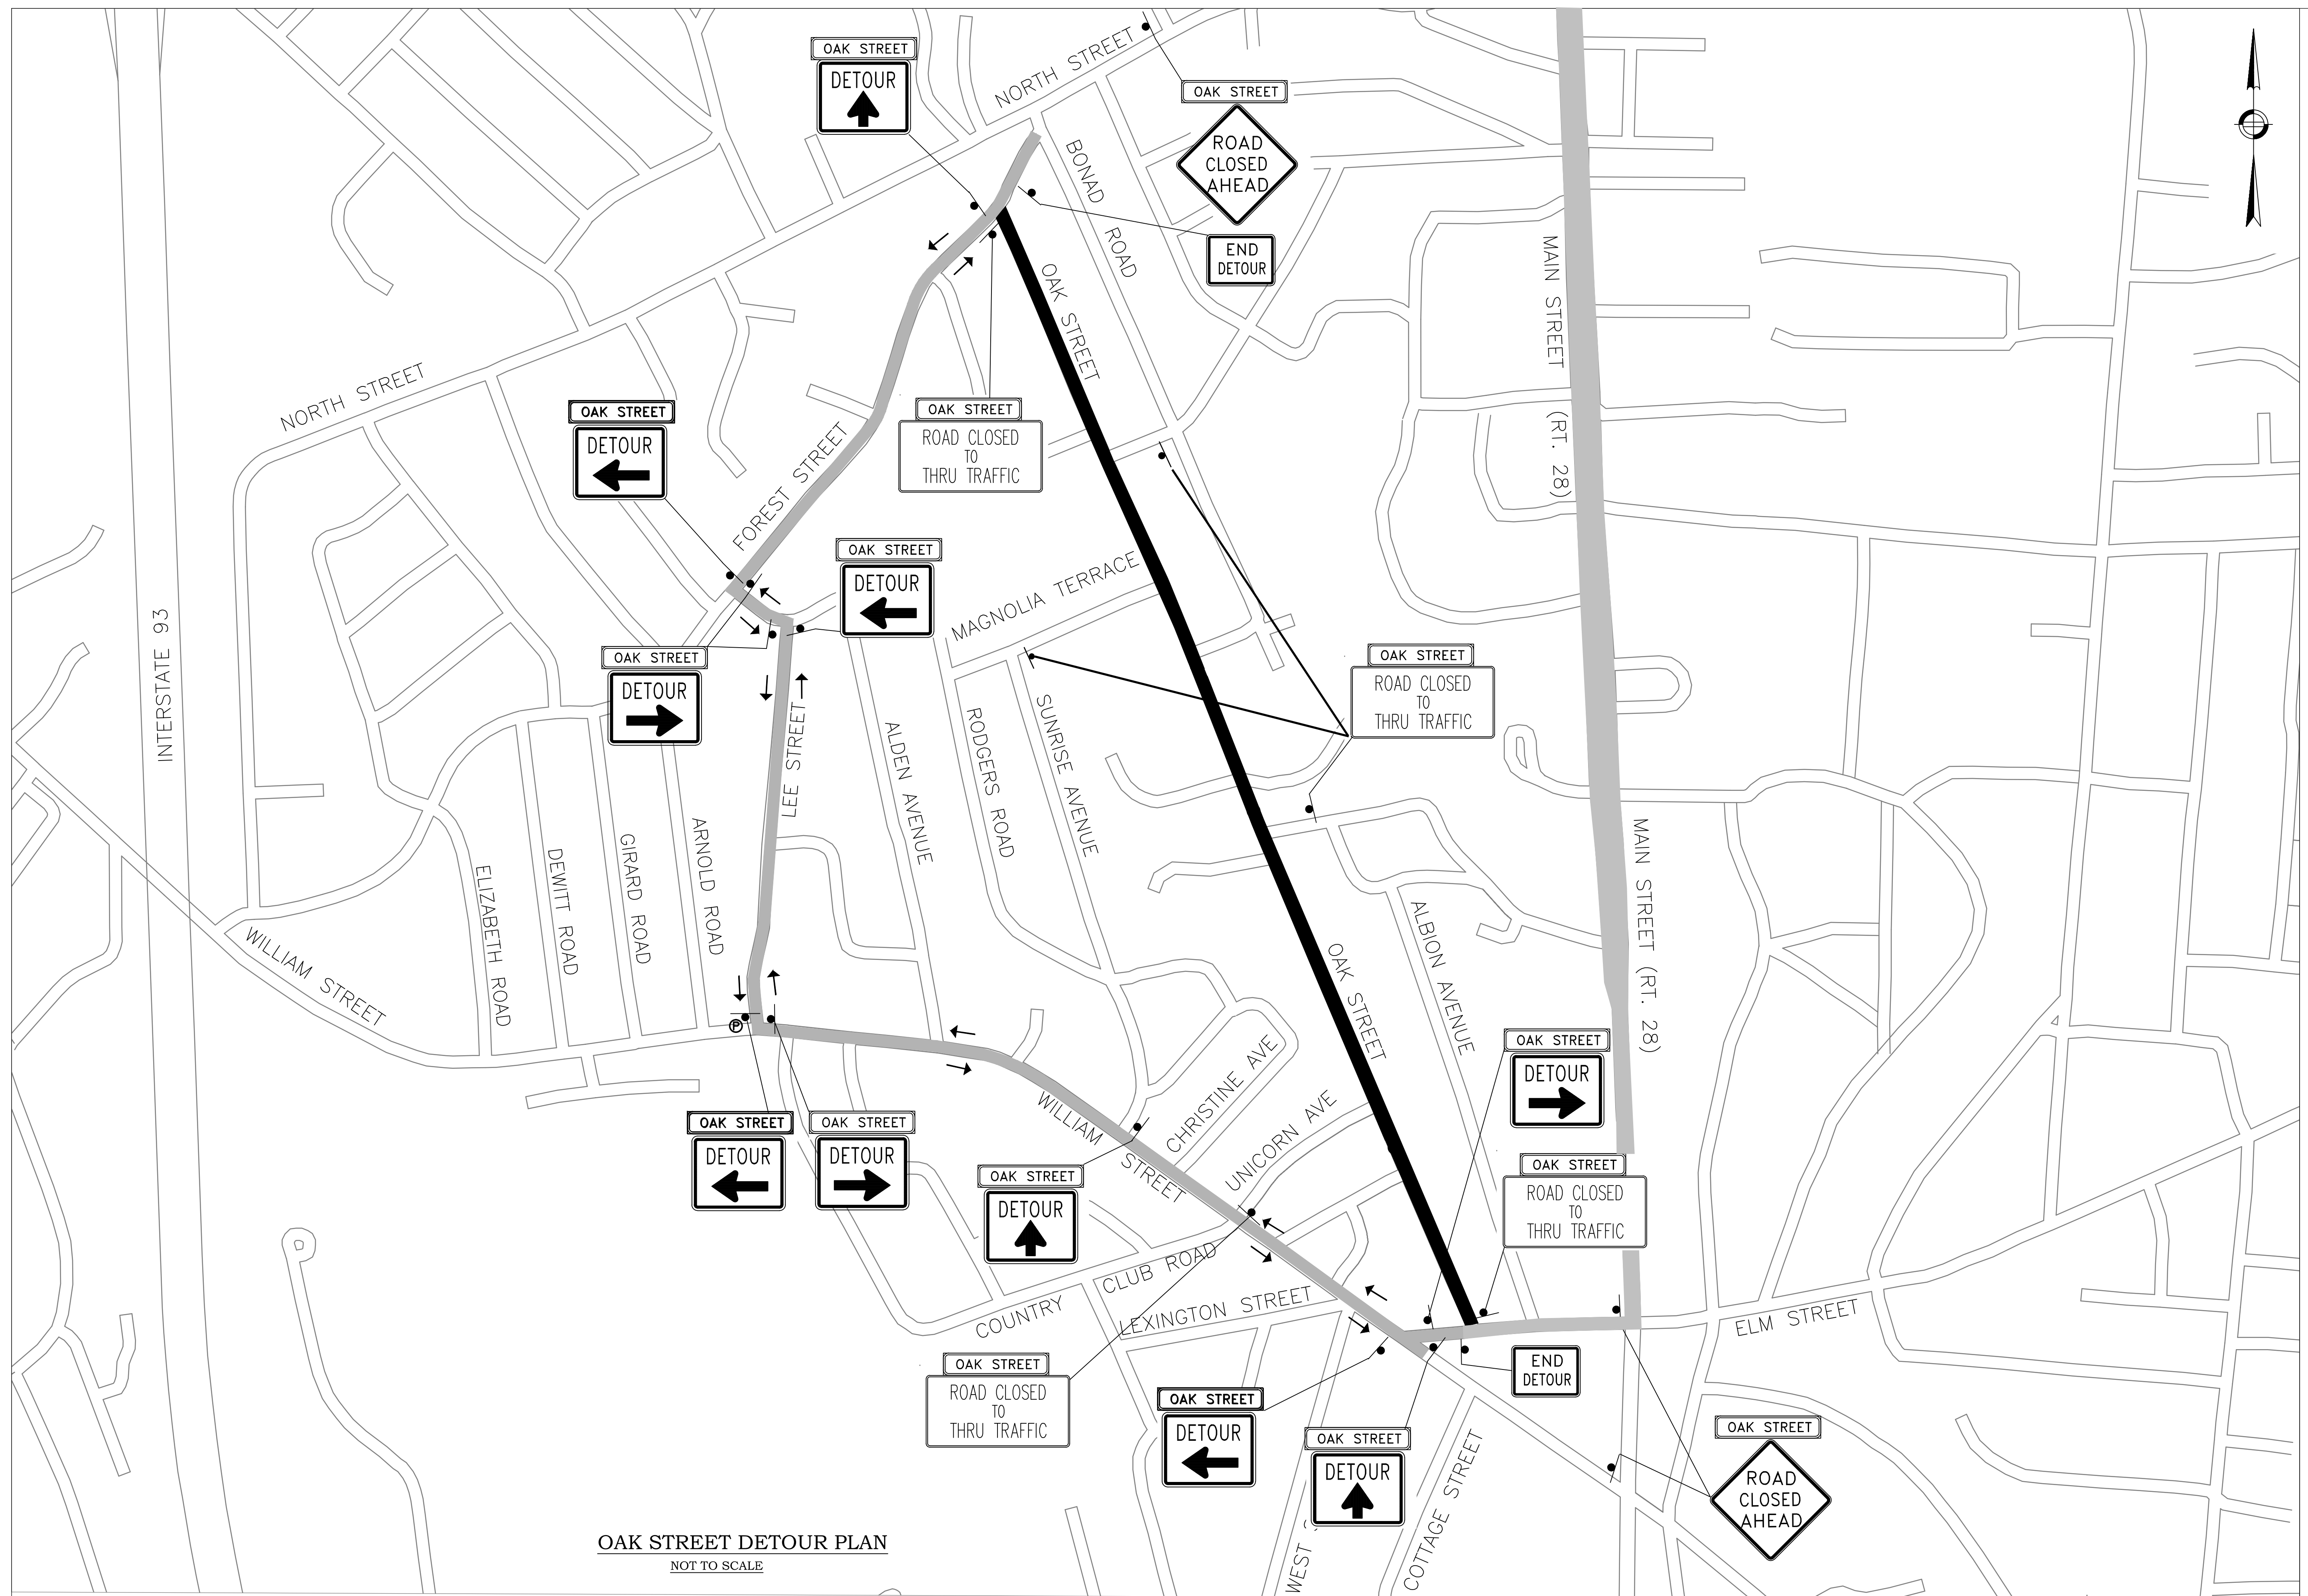 OAK STREET
DETOUR
NORTH STREET
OAK STREET
ROAD
CLOSED
AHEAD
BONAD ROAD
END
DETOUR
OAK STREET
MAIN STREET (RT. 28)
NORTH STREET
OAK STREET
DETOUR
OAK STREET
ROAD CLOSED
TO
THRU TRAFFIC
FOREST STREET
OAK STREET
DETOUR
MAGNOLIA TERRACE
INTERSTATE 93
OAK STREET
DETOUR
OAK STREET
ROAD CLOSED
TO
THRU TRAFFIC
LEE STREET
ALDEN AVENUE
RODGERS ROAD
SUNRISE AVENUE
ELIZABETH ROAD
DEWITT ROAD
GIRARD ROAD
ARNOLD ROAD
MAIN STREET (RT. 28)
ALBION AVENUE
WILLIAM STREET
OAK STREET
P
OAK STREET
DETOUR
CHRISTINE AVE
UNICORN AVE
WILLIAM STREET
OAK STREET
DETOUR
OAK STREET
DETOUR
OAK STREET
DETOUR
OAK STREET
ROAD CLOSED
TO
THRU TRAFFIC
COUNTRY CLUB ROAD
LEXINGTON STREET
ELM STREET
OAK STREET
ROAD CLOSED
TO
THRU TRAFFIC
END
DETOUR
OAK STREET
DETOUR
OAK STREET
DETOUR
OAK STREET
ROAD
CLOSED
AHEAD
WEST
COTTAGE STREET
OAK STREET DETOUR PLAN
NOT TO SCALE